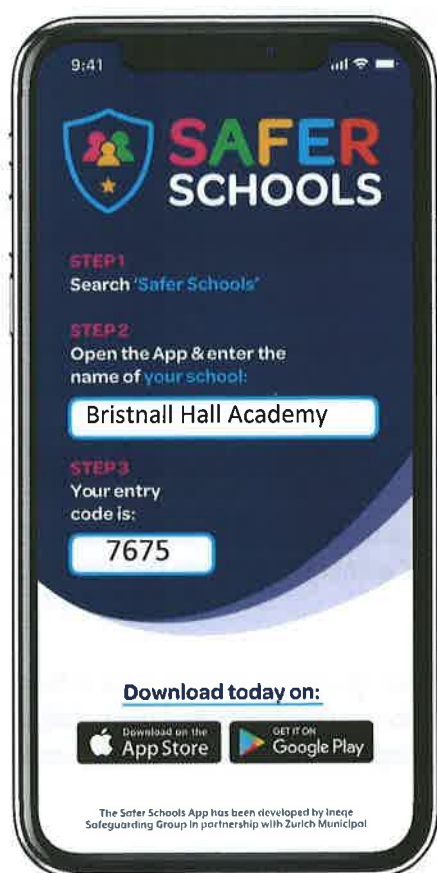 9:41
SAFER
SCHOOLS
STEP 1
Search 'Safer Schools'
STEP 2
Open the App & enter the
name of your school:
Bristnall Hall Academy
STEP 3
Your entry
code is:
7675
Download today on:
Download on the
App Store
GET IT ON
Google Play
The Safer Schools App has been developed by Ineqe
Safeguarding Group in partnership with Zurich Municipal